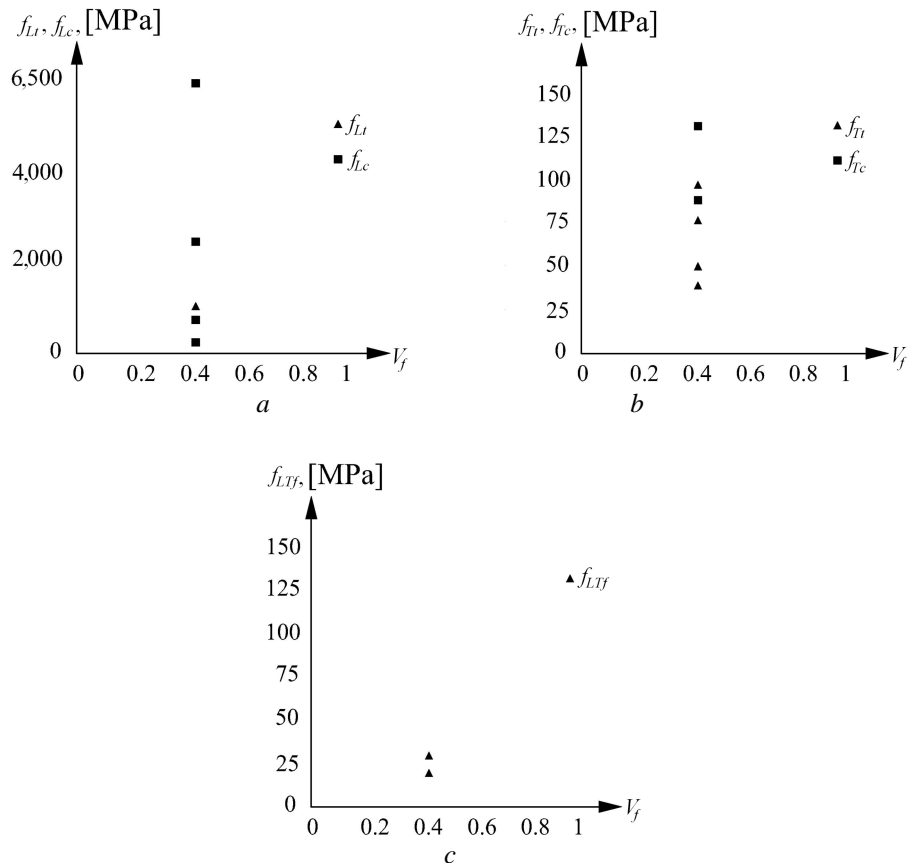 f_Lt, f_Lc, [MPa]
6,500
4,000
2,000
0
0 0.2 0.4 0.6 0.8 1
V_f
f_Lt
f_Lc
a
f_Tt, f_Tc, [MPa]
150
125
100
75
50
25
0
0 0.2 0.4 0.6 0.8 1
V_f
f_Tt
f_Tc
b
f_LTf, [MPa]
150
125
100
75
50
25
0
0 0.2 0.4 0.6 0.8 1
V_f
f_LTf
c